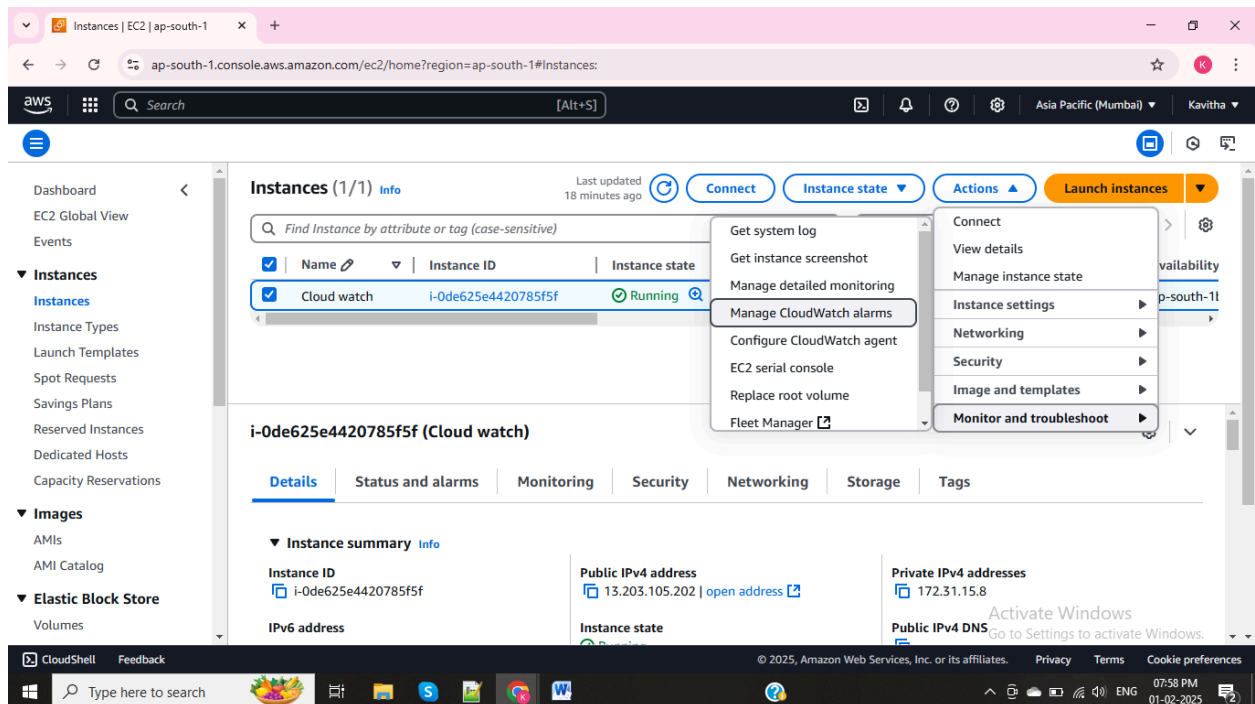 Instances | EC2 | ap-south-1
ap-south-1.console.aws.amazon.com/ec2/home?region=ap-south-1#Instances:
K
aws
Search [Alt+S]
Asia Pacific (Mumbai) ▼ Kavitha ▼
Dashboard
EC2 Global View
Events
▼ Instances
Instances
Instance Types
Launch Templates
Spot Requests
Savings Plans
Reserved Instances
Dedicated Hosts
Capacity Reservations
▼ Images
AMIs
AMI Catalog
▼ Elastic Block Store
Volumes
Instances (1/1) Info
Last updated
18 minutes ago
Connect
Instance state ▼
Actions ▲
Launch instances ▼
Find Instance by attribute or tag (case-sensitive)
Name Instance ID Instance state vailability
Cloud watch i-0de625e4420785f5f Running p-south-1b
Get system log
Get instance screenshot
Manage detailed monitoring
Manage CloudWatch alarms
Configure CloudWatch agent
EC2 serial console
Replace root volume
Fleet Manager
Connect
View details
Manage instance state
Instance settings
Networking
Security
Image and templates
Monitor and troubleshoot
i-0de625e4420785f5f (Cloud watch)
Details Status and alarms Monitoring Security Networking Storage Tags
▼ Instance summary Info
Instance ID
i-0de625e4420785f5f
Public IPv4 address
13.203.105.202 | open address
Private IPv4 addresses
172.31.15.8
IPv6 address
Instance state
Running
Public IPv4 DNS
Activate Windows
Go to Settings to activate Windows.
CloudShell Feedback
© 2025, Amazon Web Services, Inc. or its affiliates. Privacy Terms Cookie preferences
Type here to search
ENG
07:58 PM
01-02-2025
2